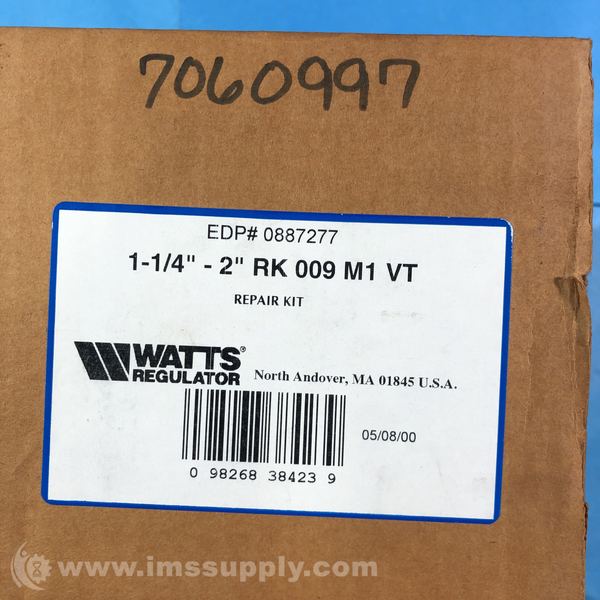 7060997
EDP# 0887277
1-1/4" - 2" RK 009 M1 VT
REPAIR KIT
WATTS®
REGULATOR
North Andover, MA 01845 U.S.A.
05/08/00
0 98268 38423 9
www.imssupply.com